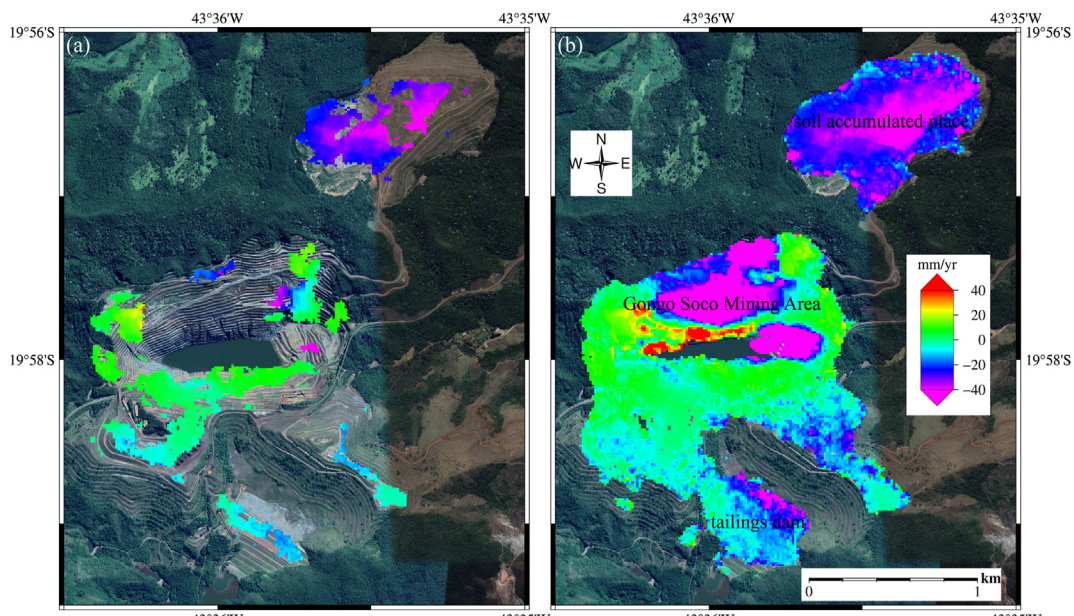 43°36'W 43°35'W 43°36'W 43°35'W
19°56'S (a) (b) 19°56'S
soil accumulated place
N
W E
S
mm/yr
40
20
0
−20
−40
Gongo Soco Mining Area
19°58'S 19°58'S
tailings dam
km
0 1